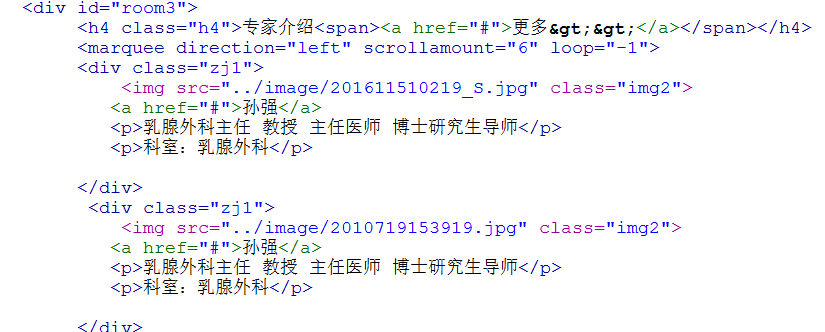 <div id="room3">
<h4 class="h4">专家介绍<span><a href="#">更多&gt;&gt;</a></span></h4>
<marquee direction="left" scrollamount="6" loop="-1">
<div class="zj1">
<img src="../image/201611510219_S.jpg" class="img2">
<a href="#">孙强</a>
<p>乳腺外科主任 教授 主任医师 博士研究生导师</p>
<p>科室：乳腺外科</p>
</div>
<div class="zj1">
<img src="../image/2010719153919.jpg" class="img2">
<a href="#">孙强</a>
<p>乳腺外科主任 教授 主任医师 博士研究生导师</p>
<p>科室：乳腺外科</p>
</div>